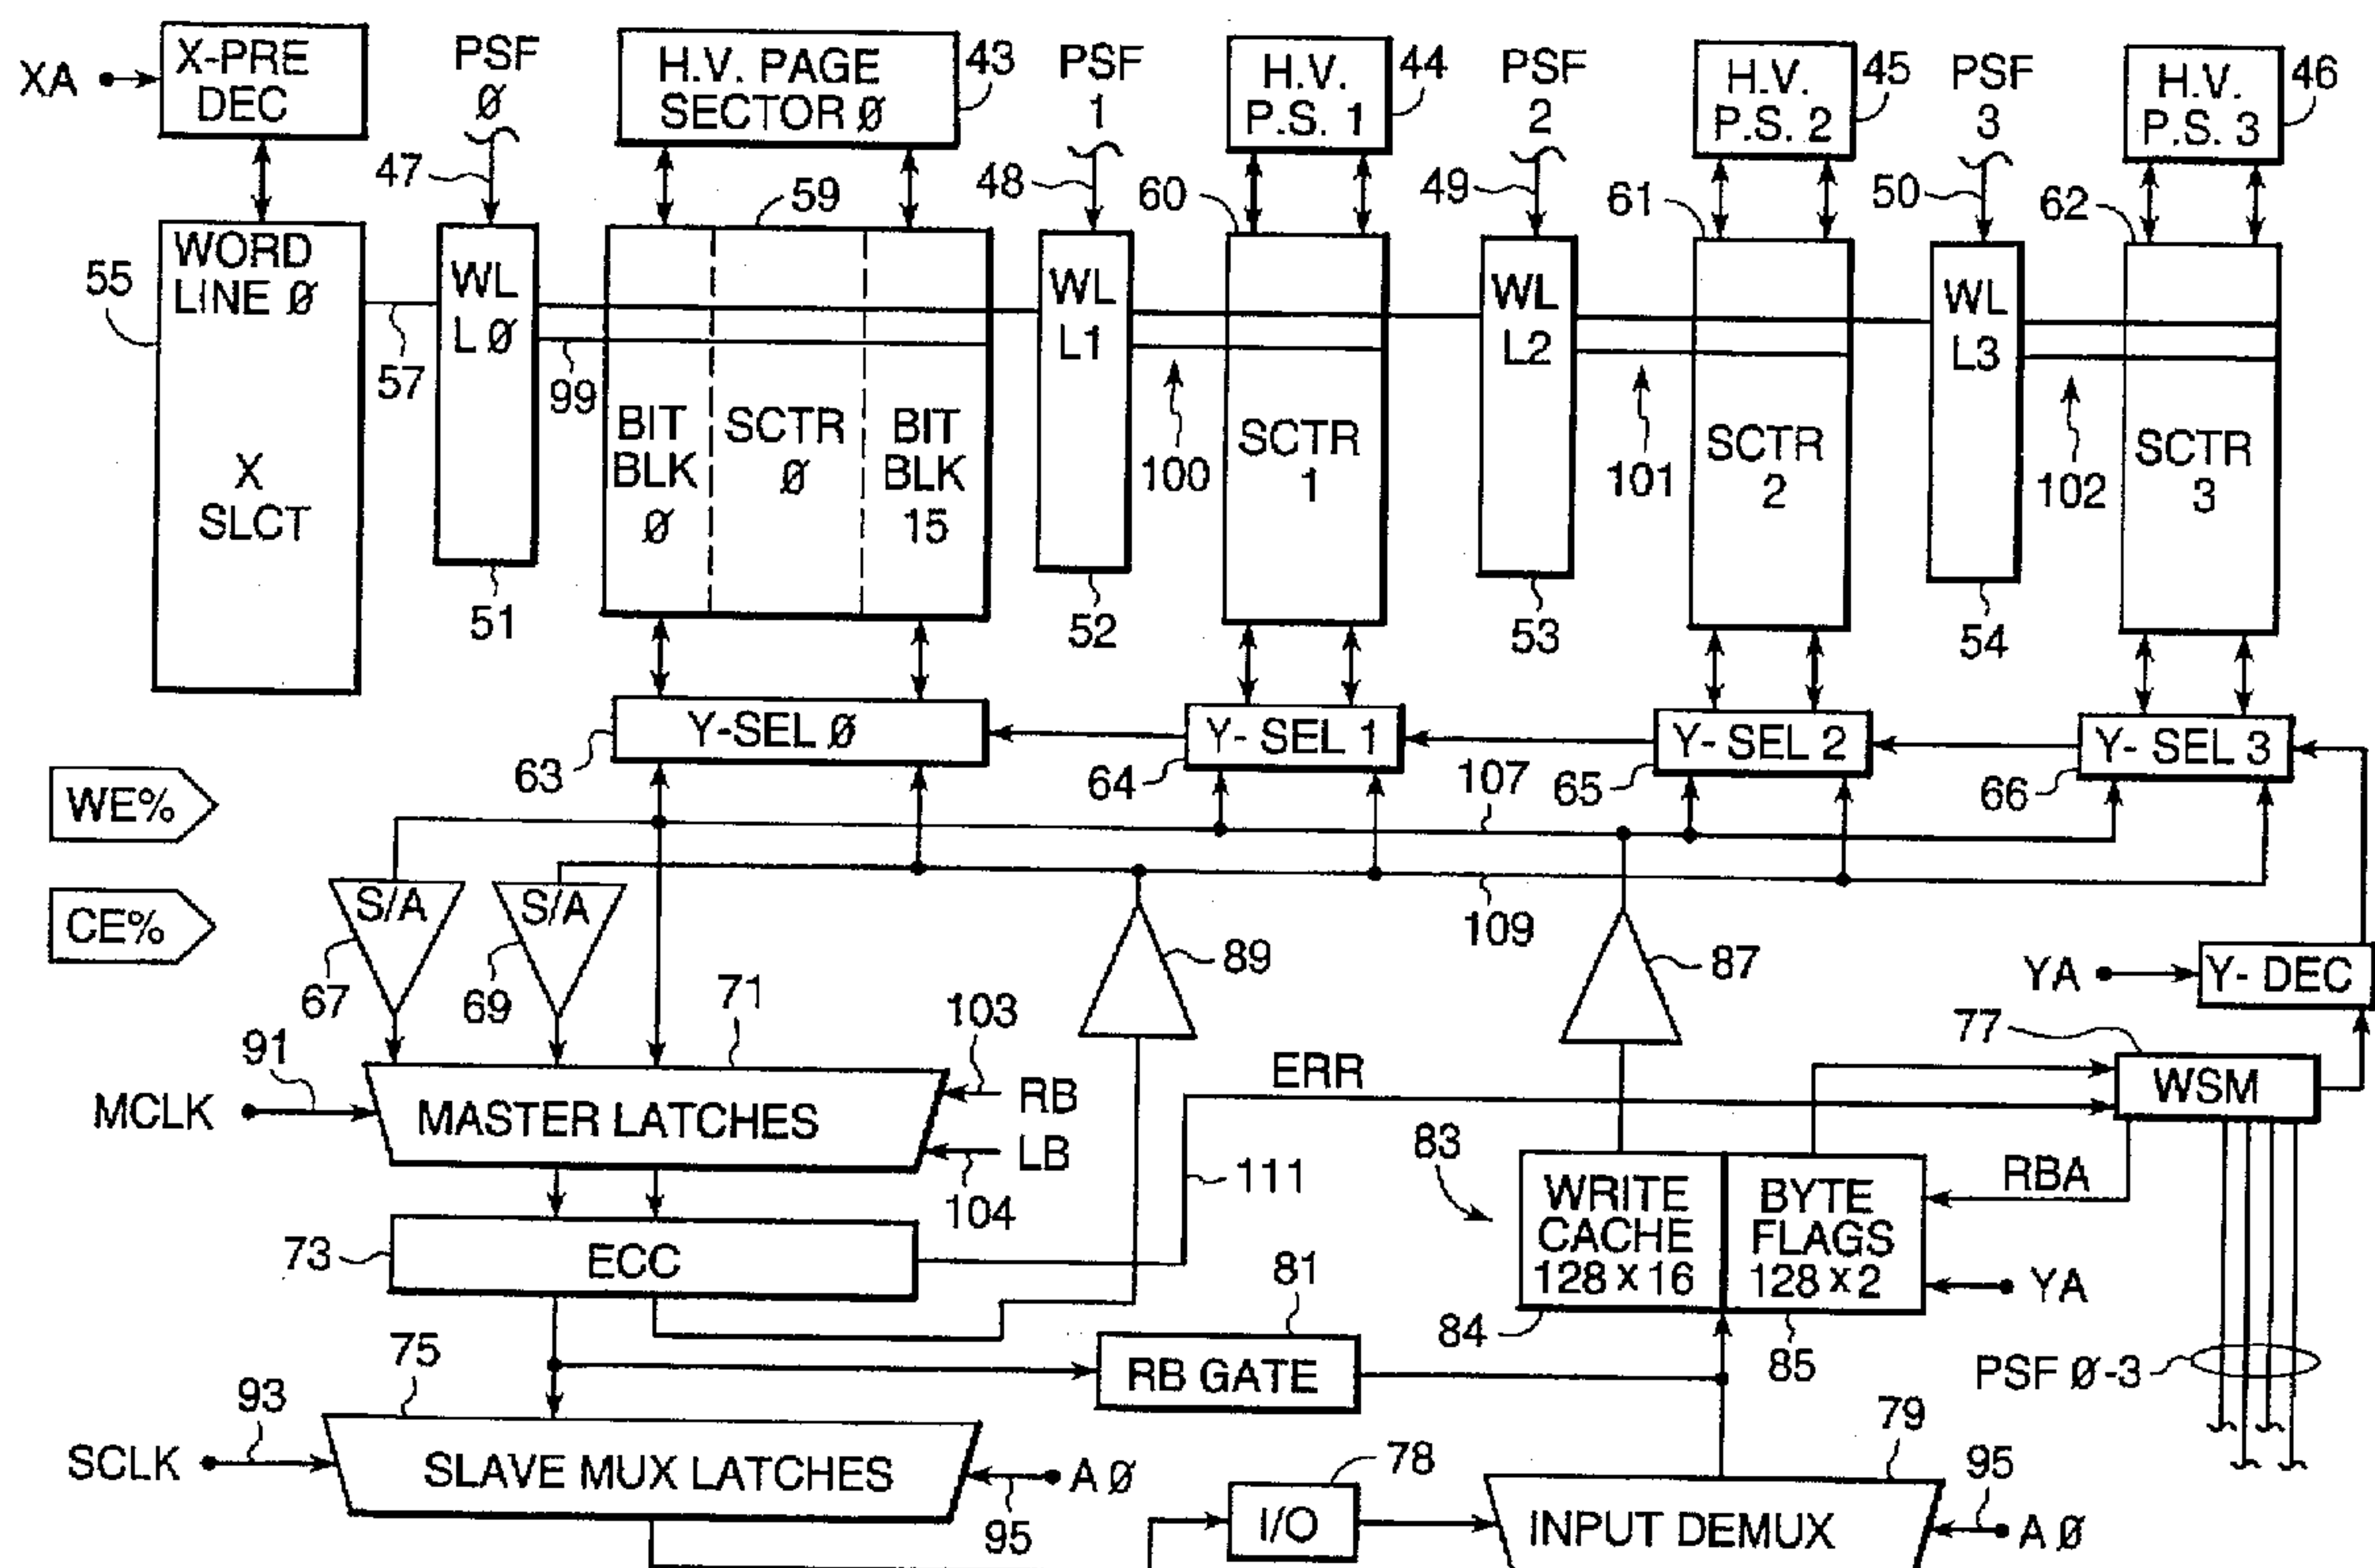 XA
X-PRE
DEC
PSF
Ø
H.V. PAGE
SECTOR Ø
43
PSF
1
H.V.
P.S. 1
44
PSF
2
H.V.
P.S. 2
45
PSF
3
H.V.
P.S. 3
46
47
48
49
50
59
60
61
62
55
WORD
LINE Ø
X
SLCT
57
WL
L Ø
99
BIT
BLK
Ø
SCTR
Ø
BIT
BLK
15
WL
L1
100
SCTR
1
WL
L2
101
SCTR
2
WL
L3
102
SCTR
3
51
52
53
54
Y-SEL Ø
63
Y- SEL 1
64
Y- SEL 2
65
Y- SEL 3
66
WE%
107
CE%
S/A
67
S/A
69
109
89
87
YA
Y- DEC
71
103
77
91
MCLK
MASTER LATCHES
RB
LB
104
ERR
WSM
83
WRITE
CACHE
128 x 16
BYTE
FLAGS
128 x 2
RBA
YA
111
73
ECC
81
84
85
75
RB GATE
PSF Ø-3
93
SCLK
SLAVE MUX LATCHES
A Ø
95
78
I/O
79
INPUT DEMUX
95
A Ø